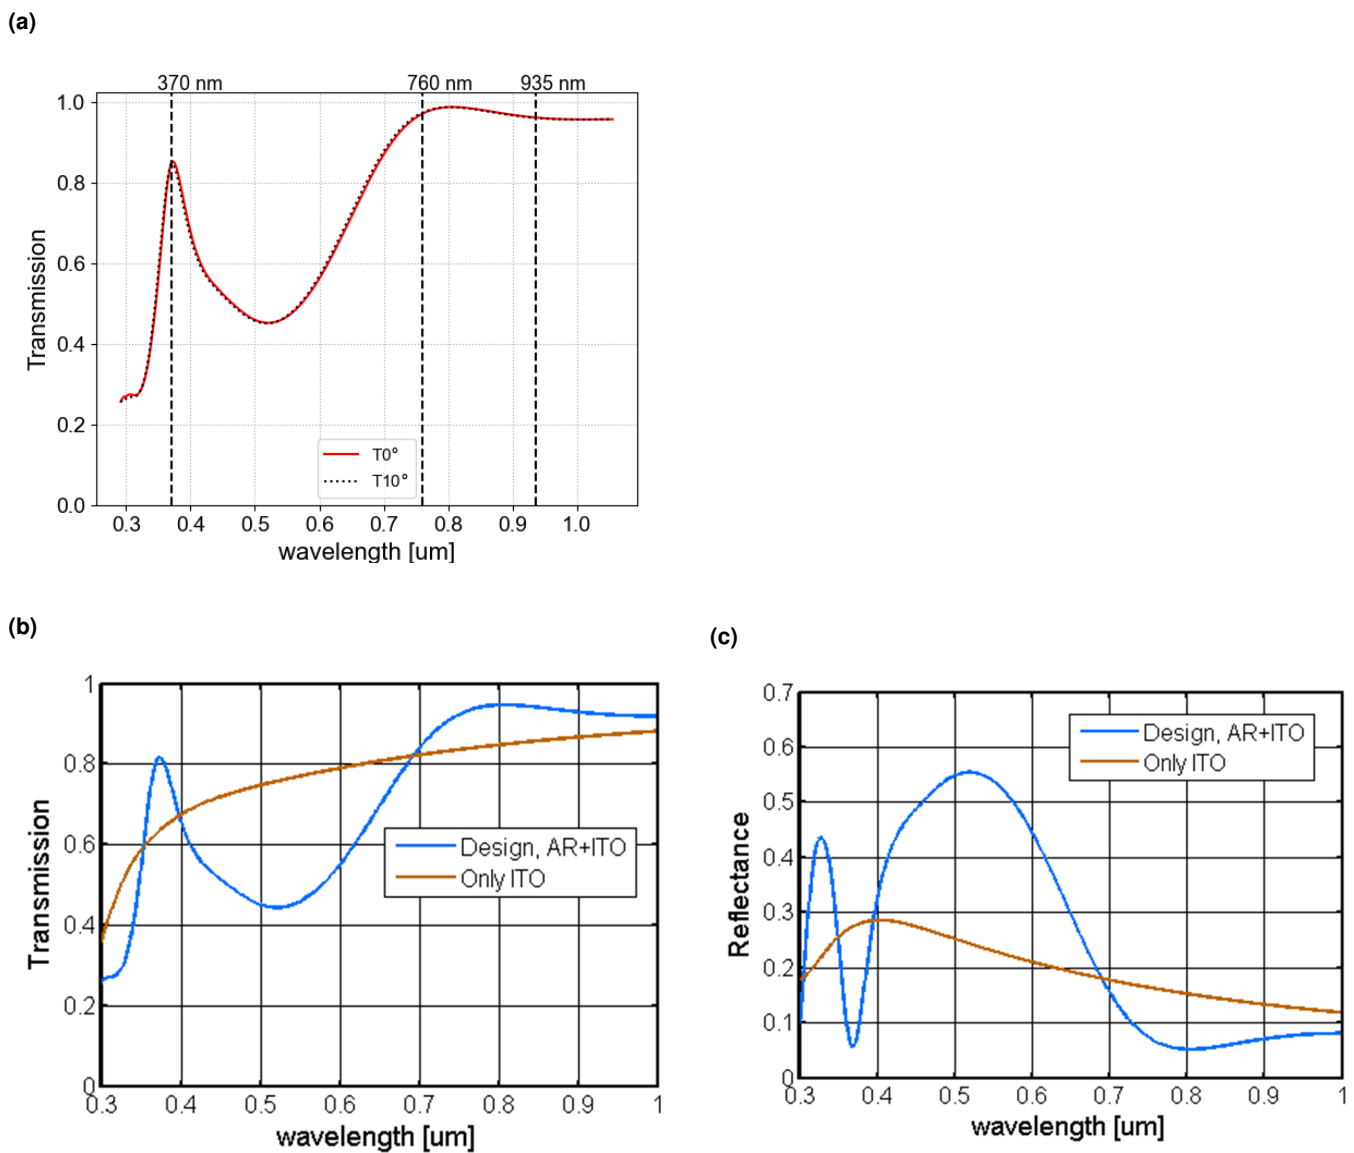 (a)
370 nm 760 nm 935 nm
1.0
0.8
0.6
0.4
0.2
0.0
Transmission
T0°
T10°
0.3 0.4 0.5 0.6 0.7 0.8 0.9 1.0
wavelength [um]
(b)
1
0.8
0.6
0.4
0.2
0
Transmission
Design, AR+ITO
Only ITO
0.3 0.4 0.5 0.6 0.7 0.8 0.9 1
wavelength [um]
(c)
0.7
0.6
0.5
0.4
0.3
0.2
0.1
0
Reflectance
Design, AR+ITO
Only ITO
0.3 0.4 0.5 0.6 0.7 0.8 0.9 1
wavelength [um]